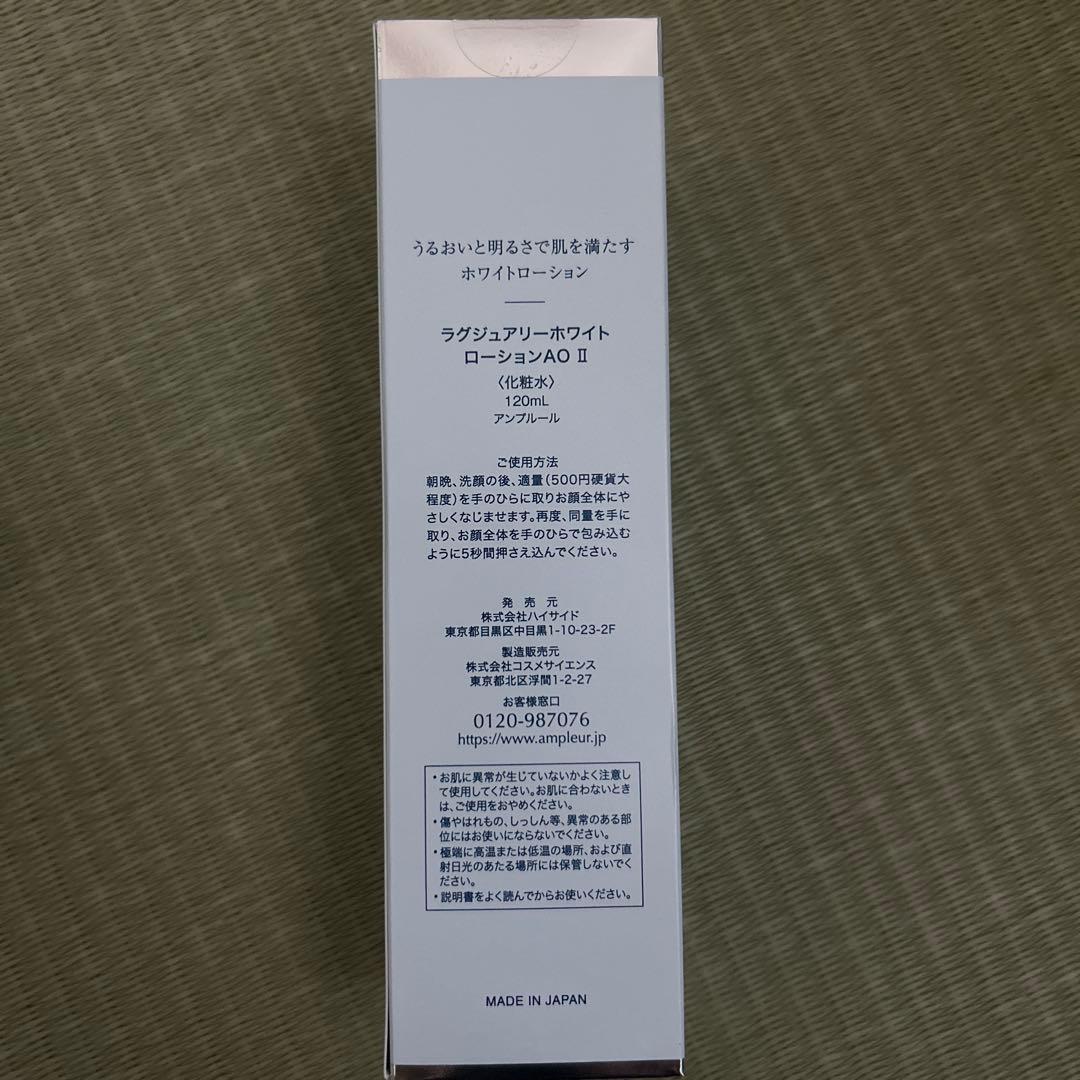 うるおいと明るさで肌を満たす
ホワイトローション
ラグジュアリーホワイト
ローションAO Ⅱ
〈化粧水〉
120mL
アンプルール
ご使用方法
朝晩、洗顔の後、適量(500円硬貨大
程度)を手のひらに取りお顔全体にや
さしくなじませます。再度、同量を手に
取り、お顔全体を手のひらで包み込む
ように5秒間押さえ込んでください。
発 売 元
株式会社ハイサイド
東京都目黒区中目黒1-10-23-2F
製造販売元
株式会社コスメサイエンス
東京都北区浮間1-2-27
お客様窓口
0120-987076
https://www.ampleur.jp
・お肌に異常が生じていないかよく注意し
て使用してください。お肌に合わないとき
は、ご使用をおやめください。
・傷やはれもの、しっしん等、異常のある部
位にはお使いにならないでください。
・極端に高温または低温の場所、および直
射日光のあたる場所には保管しないでく
ださい。
・説明書をよく読んでからお使いください。
MADE IN JAPAN